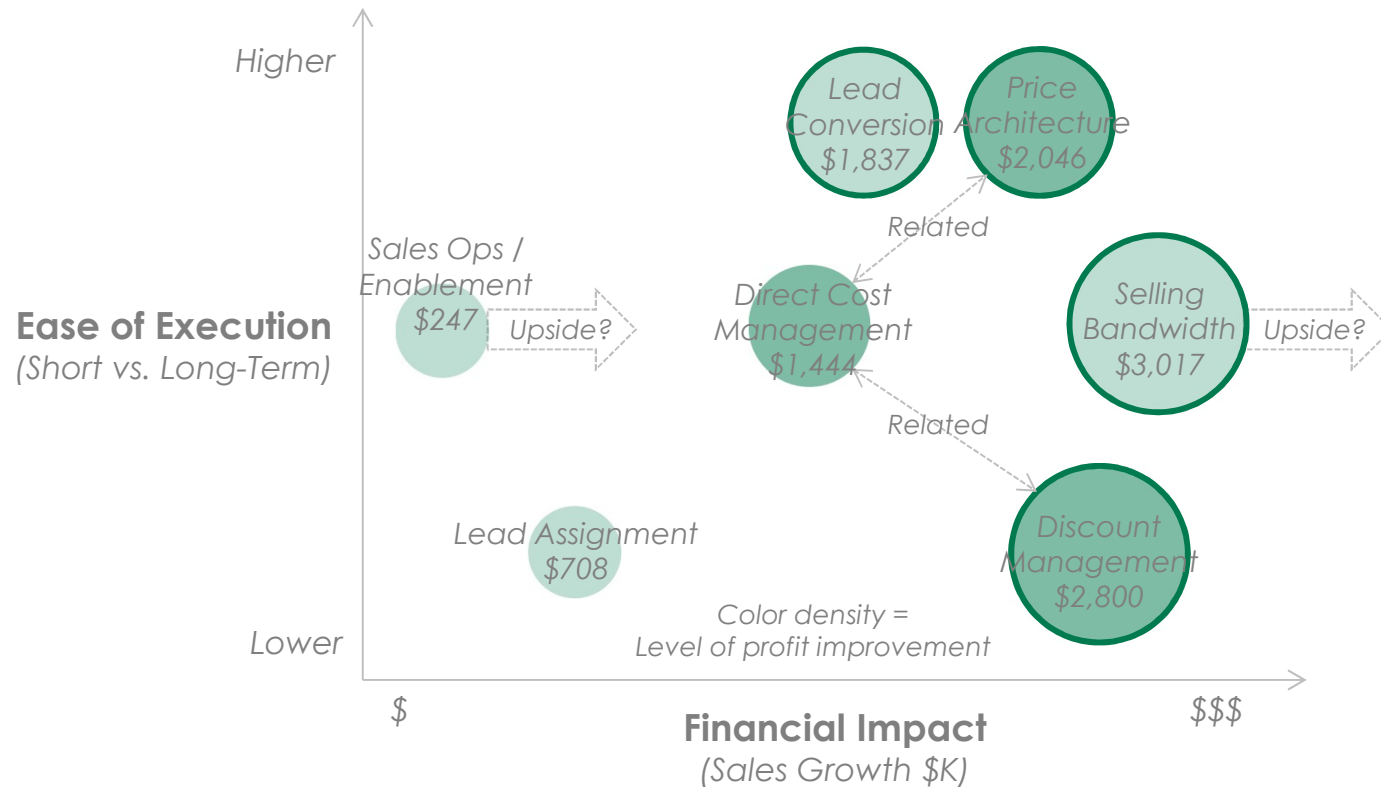 Higher
Lead
Conversion
$1,837
Price
Architecture
$2,046
Related
Sales Ops /
Enablement
$247
Upside?
Direct Cost
Management
$1,444
Selling
Bandwidth
$3,017
Upside?
Ease of Execution
(Short vs. Long-Term)
Related
Lead Assignment
$708
Discount
Management
$2,800
Color density =
Level of profit improvement
Lower
$
$$$
Financial Impact
(Sales Growth $K)